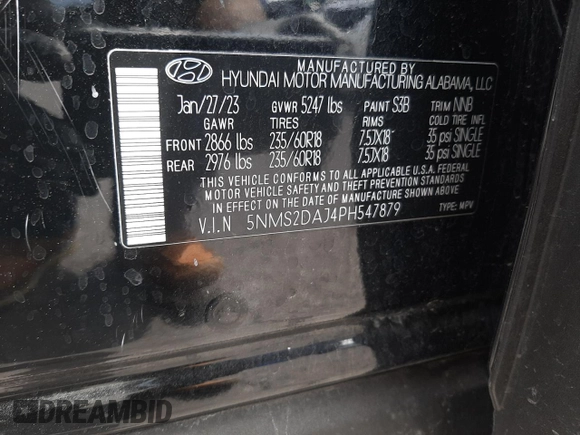 MANUFACTURED BY
HYUNDAI MOTOR MANUFACTURING ALABAMA, LLC
Jan/27/23 GVWR 5247 lbs PAINT S3B TRIM NNB
GAWR TIRES RIMS COLD TIRE INFL
FRONT 2866 lbs 235/60R18 7.5JX18 35 psi SINGLE
REAR 2976 lbs 235/60R18 7.5JX18 35 psi SINGLE
THIS VEHICLE CONFORMS TO ALL APPLICABLE U.S.A. FEDERAL
MOTOR VEHICLE SAFETY AND THEFT PREVENTION STANDARDS
IN EFFECT ON THE DATE OF MANUFACTURE SHOWN ABOVE.
V.I.N 5NMS2DAJ4PH547879 TYPE: MPV
DREAMBID